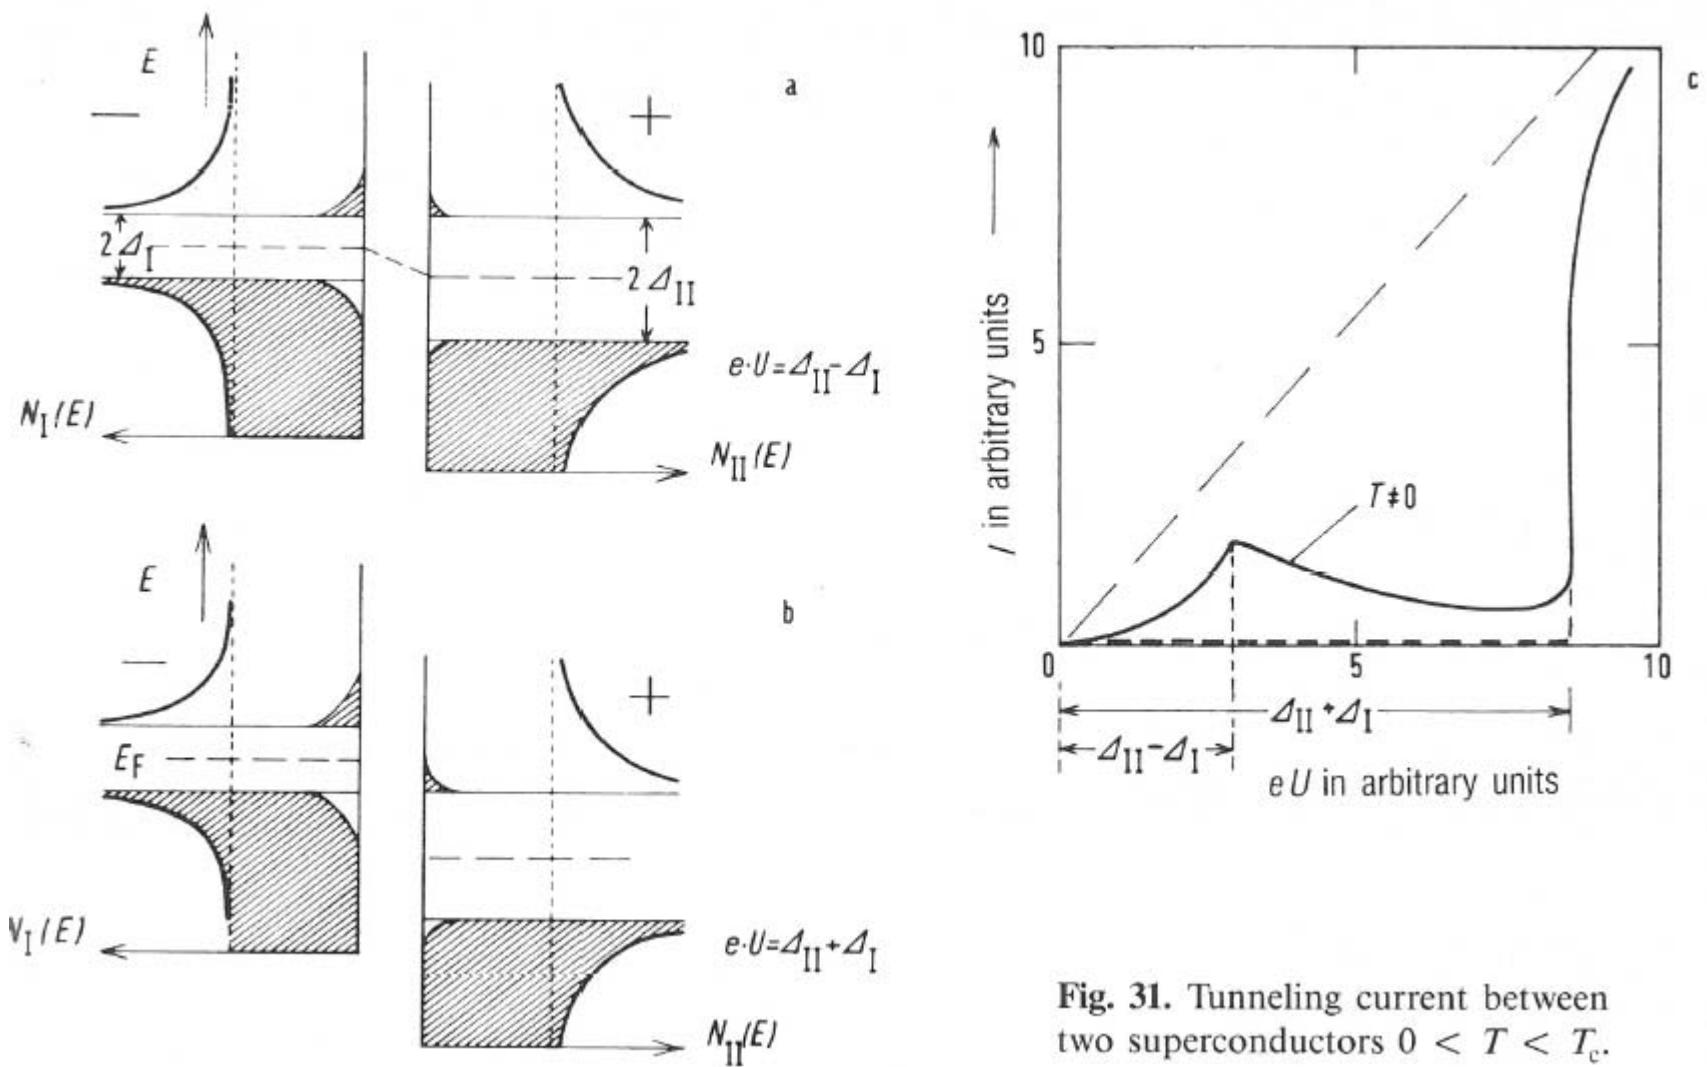 a
E
−
+
2Δ_I
2Δ_II
e·U=Δ_II−Δ_I
N_I(E)
N_II(E)
b
E
−
+
E_F
e·U=Δ_II+Δ_I
N_I(E)
N_II(E)
c
10
5
I in arbitrary units
T≠0
0 5 10
Δ_II+Δ_I
Δ_II−Δ_I
eU in arbitrary units
Fig. 31. Tunneling current between
two superconductors 0 < T < T_c.